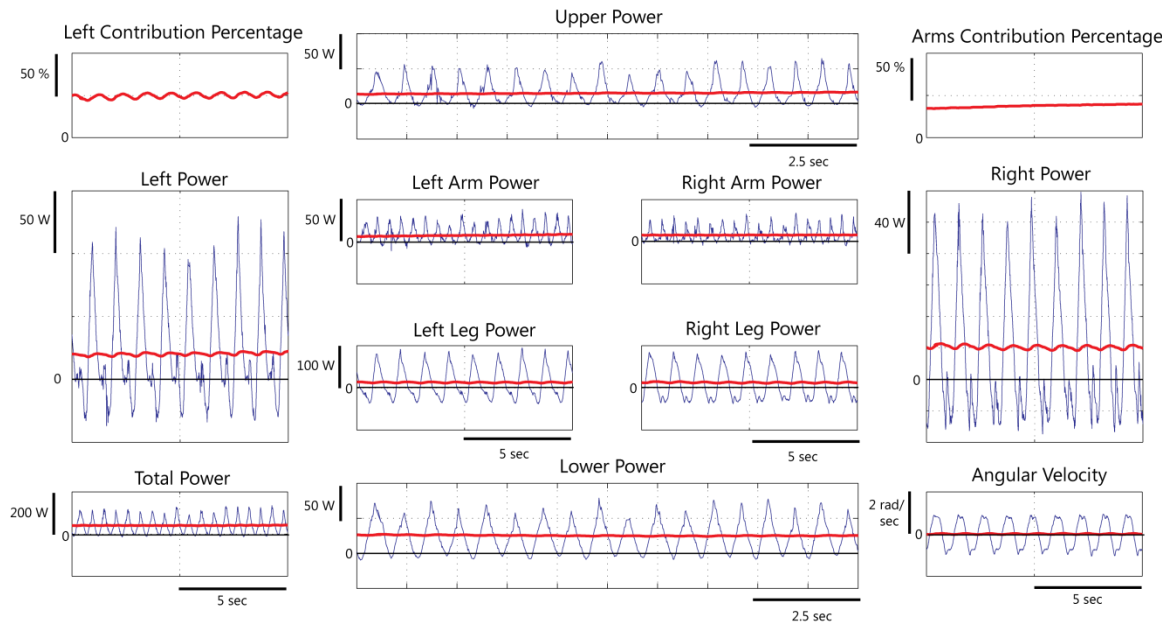 Left Contribution Percentage
50 %
0
Upper Power
50 W
0
2.5 sec
Arms Contribution Percentage
50 %
0
Left Power
50 W
0
Left Arm Power
50 W
0
Right Arm Power
0
Right Power
40 W
0
Left Leg Power
100 W
0
5 sec
Right Leg Power
0
5 sec
Total Power
200 W
0
5 sec
Lower Power
50 W
0
2.5 sec
Angular Velocity
2 rad/
sec
0
5 sec